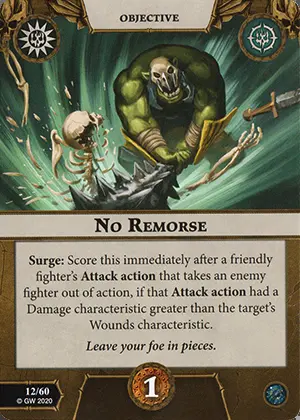 OBJECTIVE
NO REMORSE
Surge: Score this immediately after a friendly
fighter's Attack action that takes an enemy
fighter out of action, if that Attack action had a
Damage characteristic greater than the target's
Wounds characteristic.
Leave your foe in pieces.
12/60
© GW 2020
1